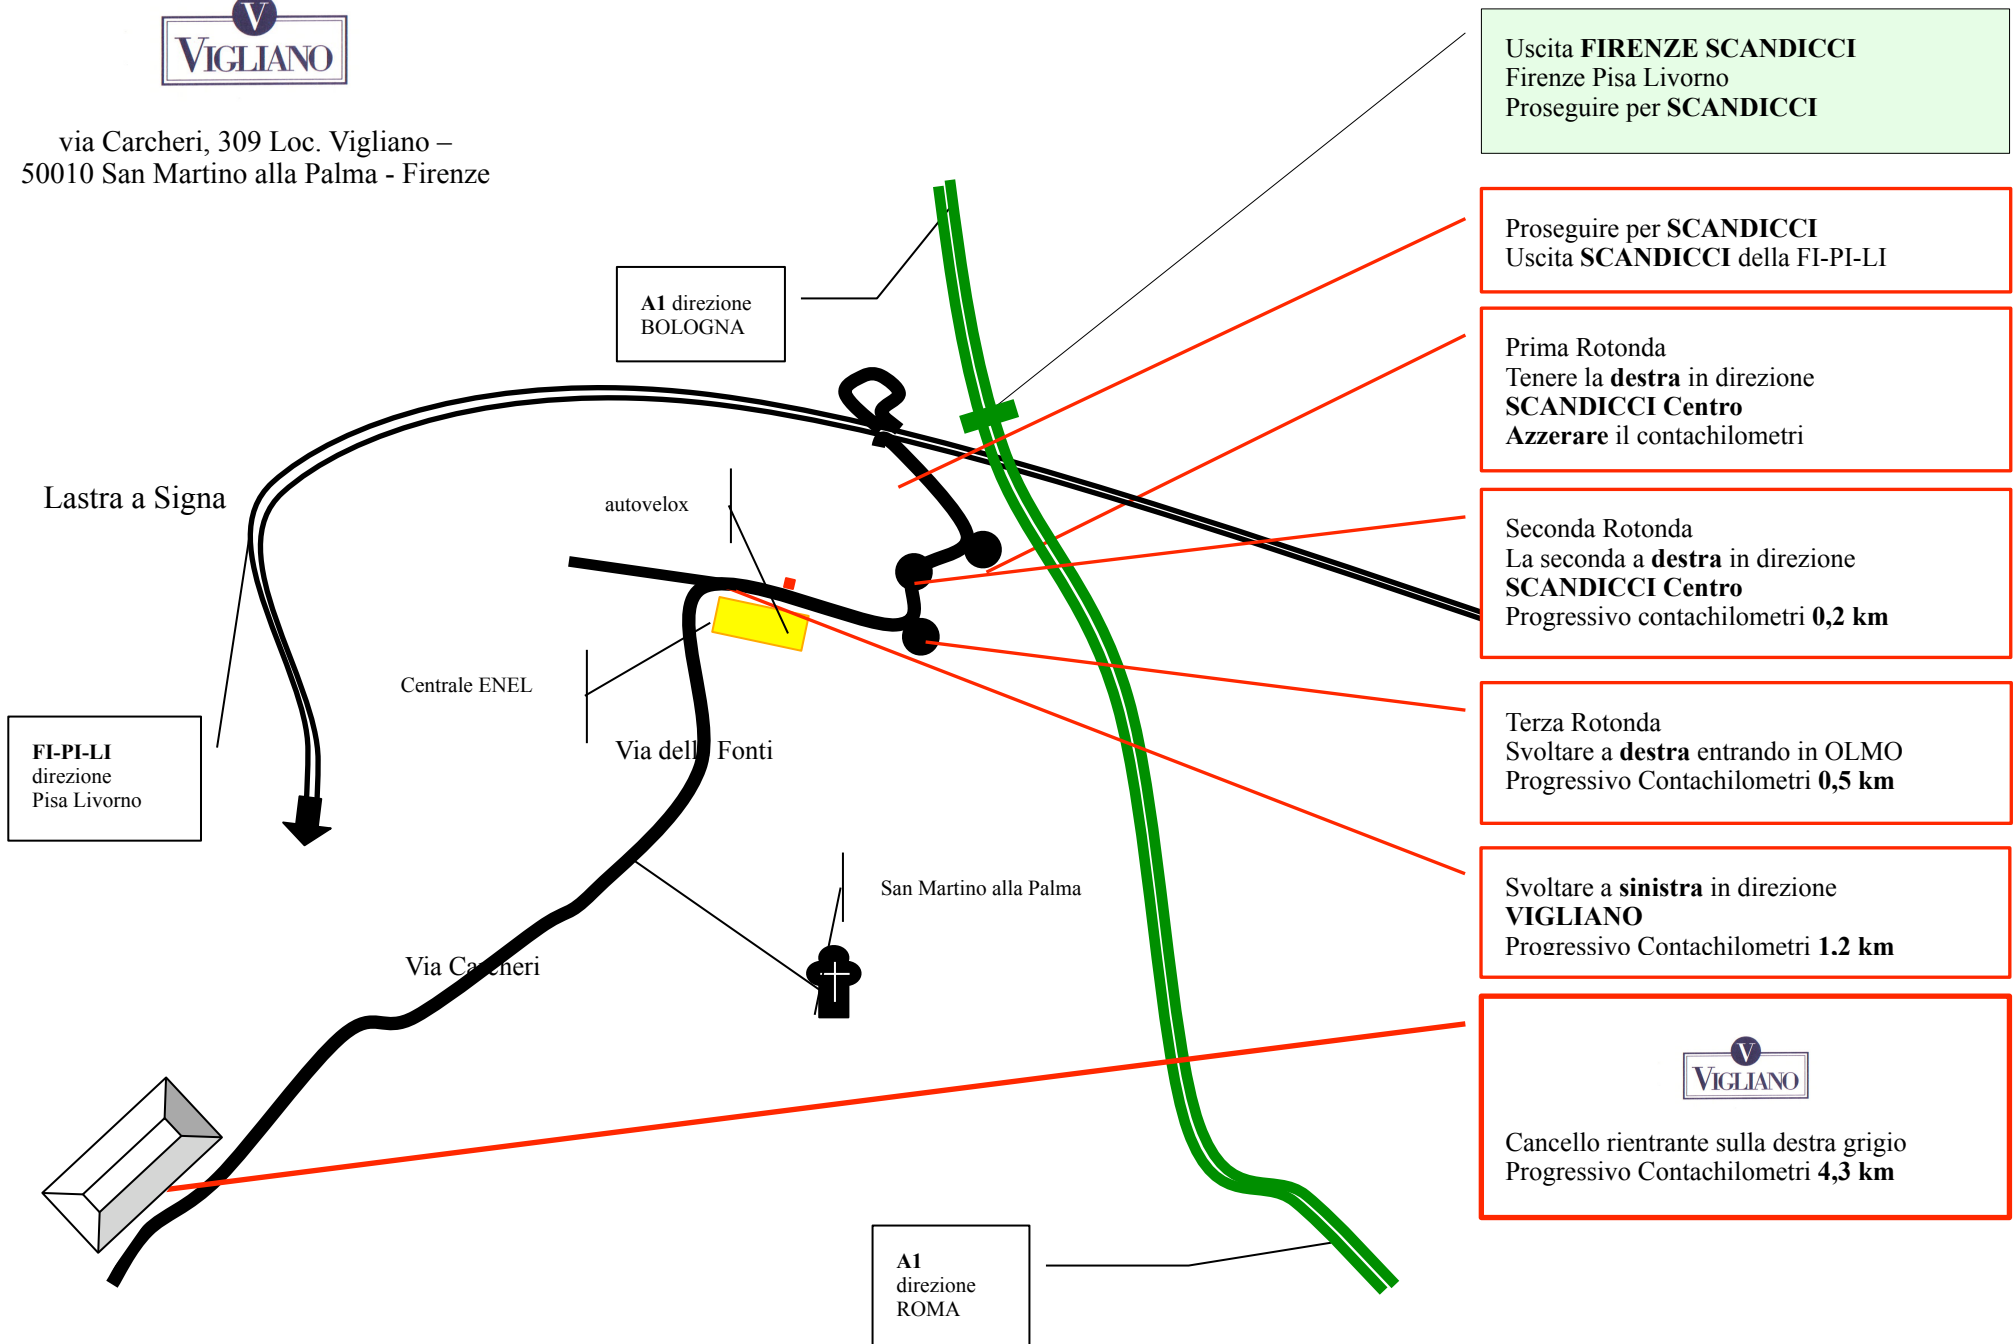 V
VIGLIANO
via Carcheri, 309 Loc. Vigliano –
50010 San Martino alla Palma - Firenze
Uscita FIRENZE SCANDICCI
Firenze Pisa Livorno
Proseguire per SCANDICCI
Proseguire per SCANDICCI
Uscita SCANDICCI della FI-PI-LI
A1 direzione
BOLOGNA
Prima Rotonda
Tenere la destra in direzione
SCANDICCI Centro
Azzerare il contachilometri
Lastra a Signa
autovelox
Seconda Rotonda
La seconda a destra in direzione
SCANDICCI Centro
Progressivo contachilometri 0,2 km
Centrale ENEL
Via delle Fonti
FI-PI-LI
direzione
Pisa Livorno
Terza Rotonda
Svoltare a destra entrando in OLMO
Progressivo Contachilometri 0,5 km
San Martino alla Palma
Svoltare a sinistra in direzione
VIGLIANO
Progressivo Contachilometri 1,2 km
Via Carcheri
V
VIGLIANO
Cancello rientrante sulla destra grigio
Progressivo Contachilometri 4,3 km
A1
direzione
ROMA